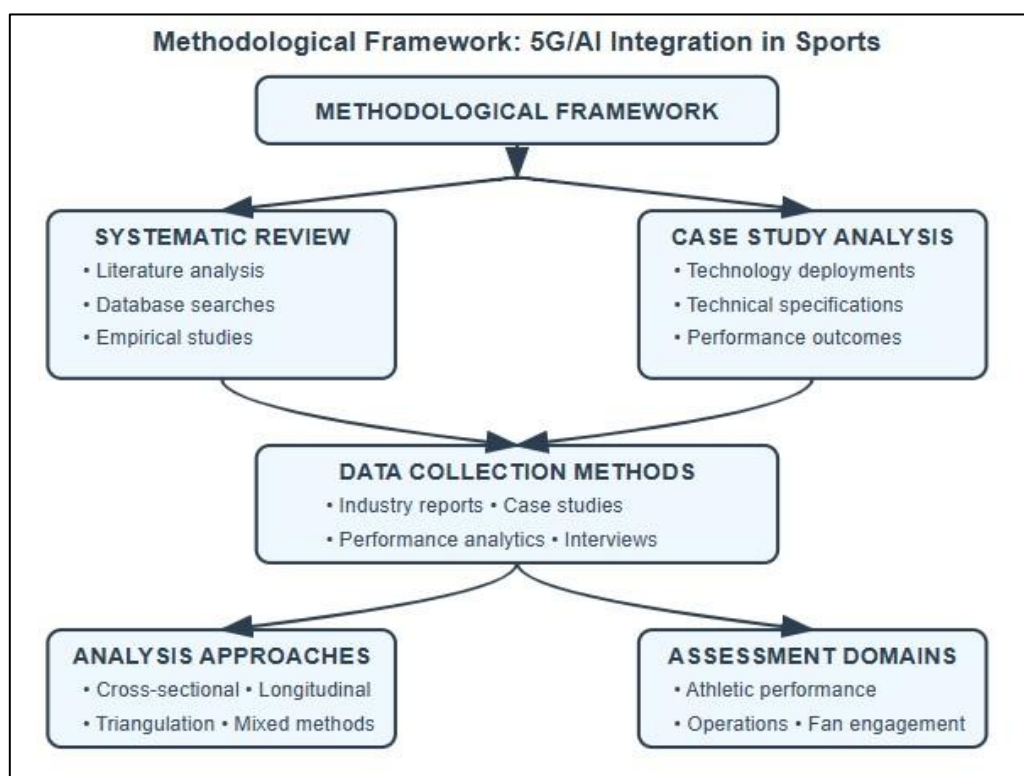 Methodological Framework: 5G/AI Integration in Sports
METHODOLOGICAL FRAMEWORK
SYSTEMATIC REVIEW
• Literature analysis
• Database searches
• Empirical studies
CASE STUDY ANALYSIS
• Technology deployments
• Technical specifications
• Performance outcomes
DATA COLLECTION METHODS
• Industry reports • Case studies
• Performance analytics • Interviews
ANALYSIS APPROACHES
• Cross-sectional • Longitudinal
• Triangulation • Mixed methods
ASSESSMENT DOMAINS
• Athletic performance
• Operations • Fan engagement